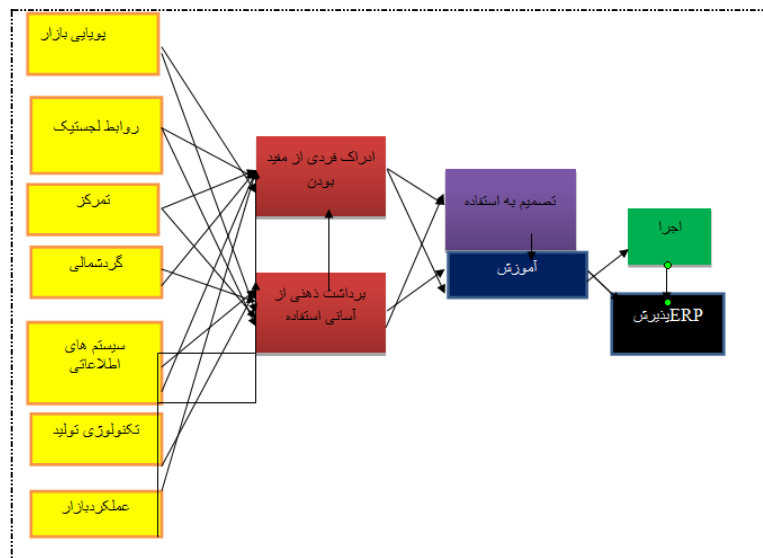 پویایی بازار
روابط لجستیک
تمرکز
گردشمالی
سیستم های
اطلاعاتی
تکنولوژی تولید
عملکردبازار
ادراک فردی از مفید
بودن
برداشت ذهنی از
آسانی استفاده
تصمیم به استفاده
آموزش
اجرا
پذیرشERP